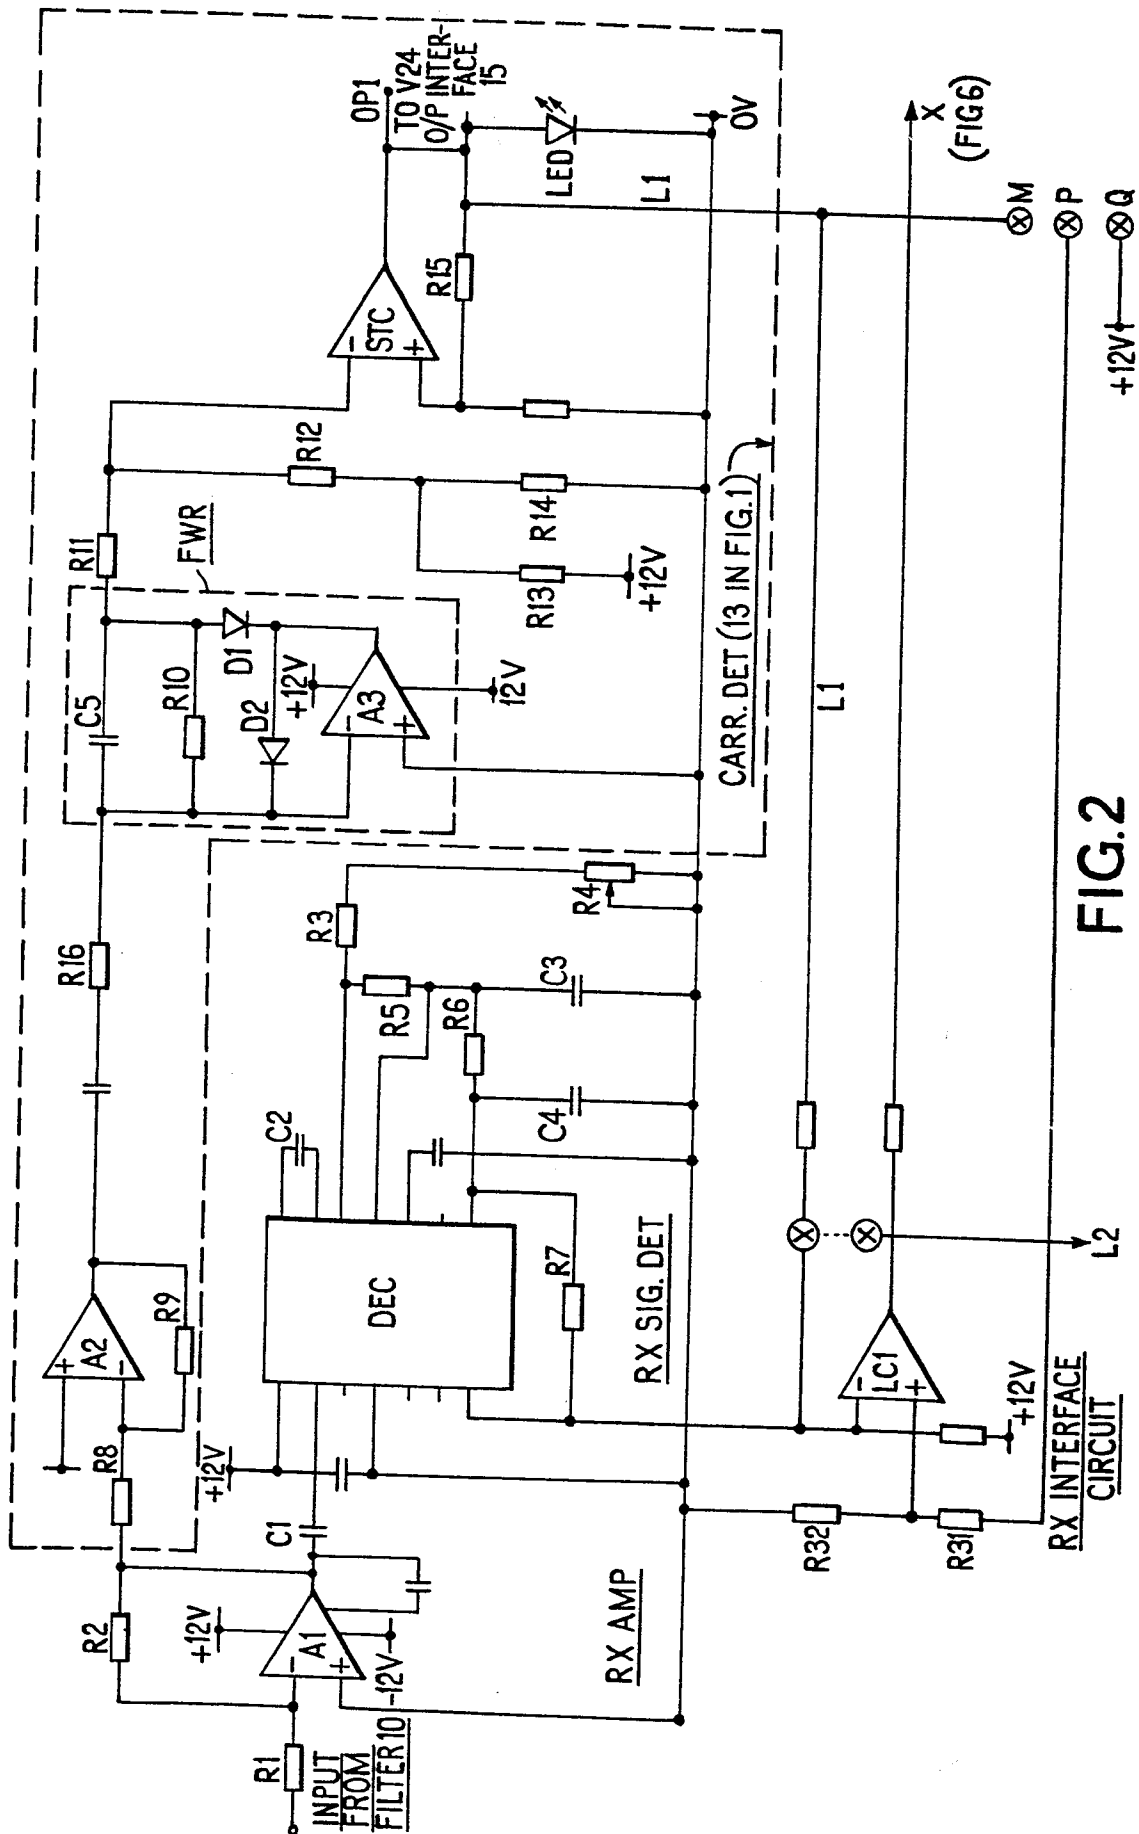 R1
INPUT
FROM
FILTER10
R2
+12V
A1
-12V
RX AMP
C1
+12V
R8
A2
R9
R16
DEC
C2
RX SIG. DET
R7
C4
R6
R5
C3
R3
R4
C5
R10
D1
D2
+12V
A3
12V
FWR
R11
R12
R13
+12V
R14
CARR. DET (13 IN FIG.1)
STC
R15
OP1
TO V24
O/P INTER-
FACE
15
LED
L1
0V
L1
X
(FIG6)
M
P
Q
+12V
L2
LC1
+12V
R32
R31
RX INTERFACE
CIRCUIT
FIG.2